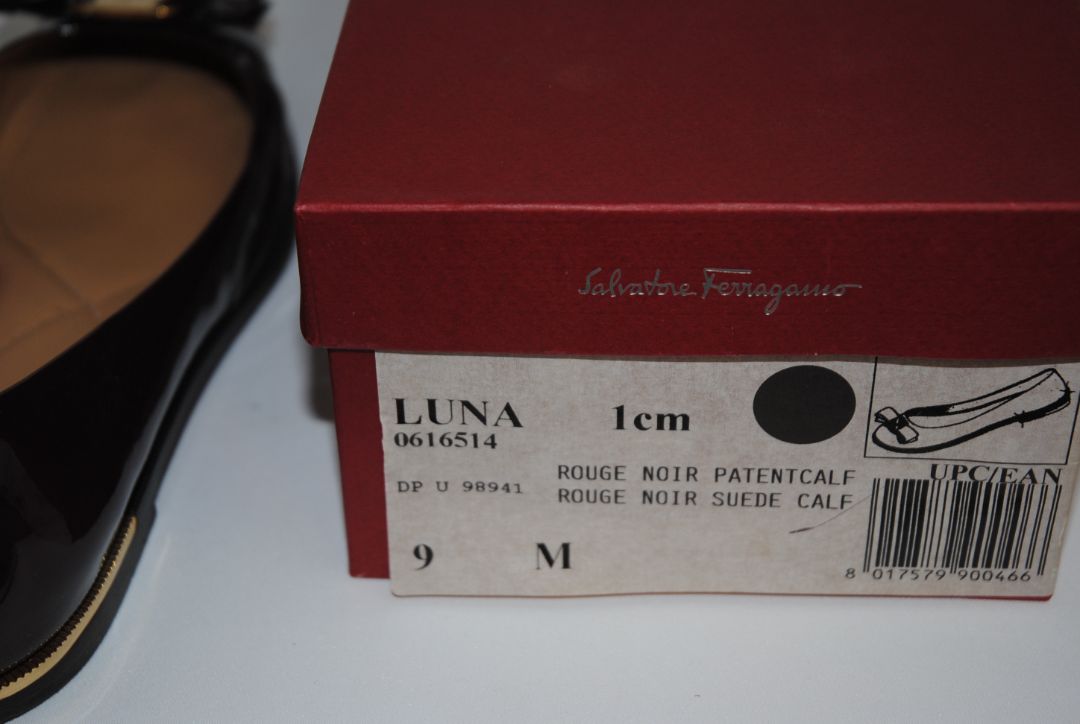 Salvatore Ferragamo
LUNA 1cm
0616514
DP U 98941
ROUGE NOIR PATENTCALF
ROUGE NOIR SUEDE CALF
9 M
UPC/EAN
8 017579 900466